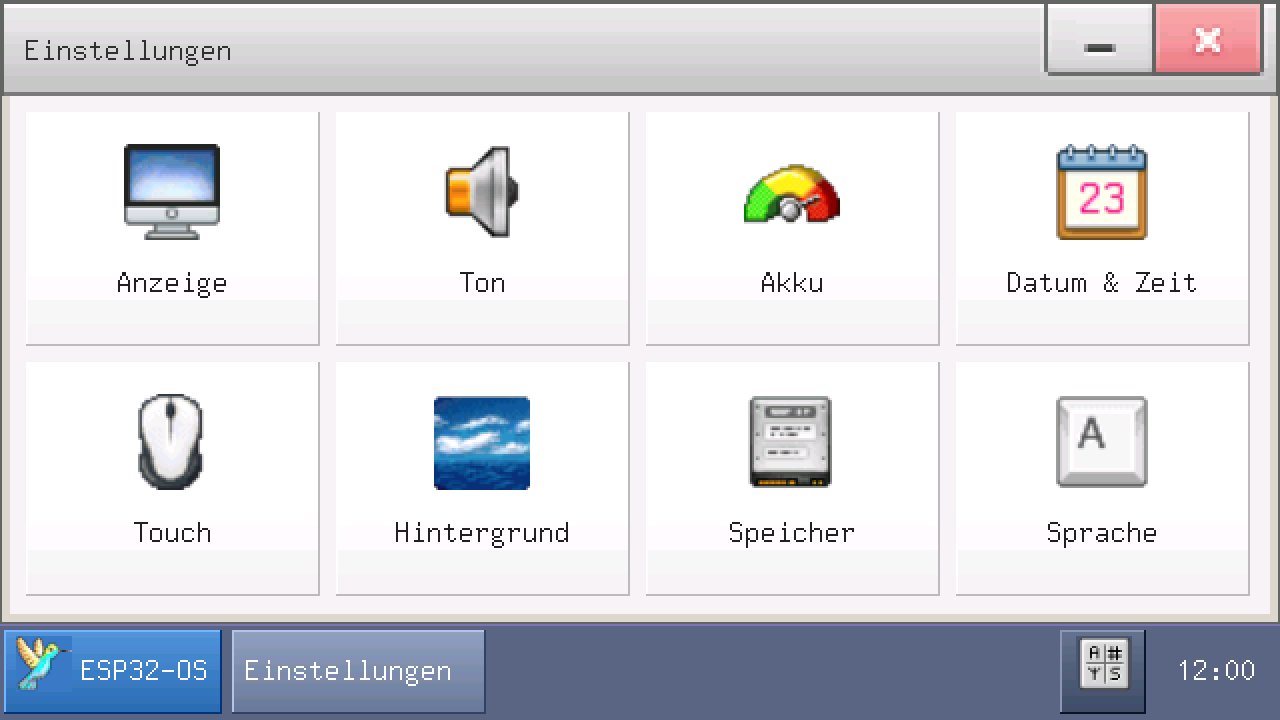 Einstellungen
23
Anzeige
Ton
Akku
Datum & Zeit
A
Touch
Hintergrund
Speicher
Sprache
ESP32-OS
Einstellungen
A #
Y S
12:00